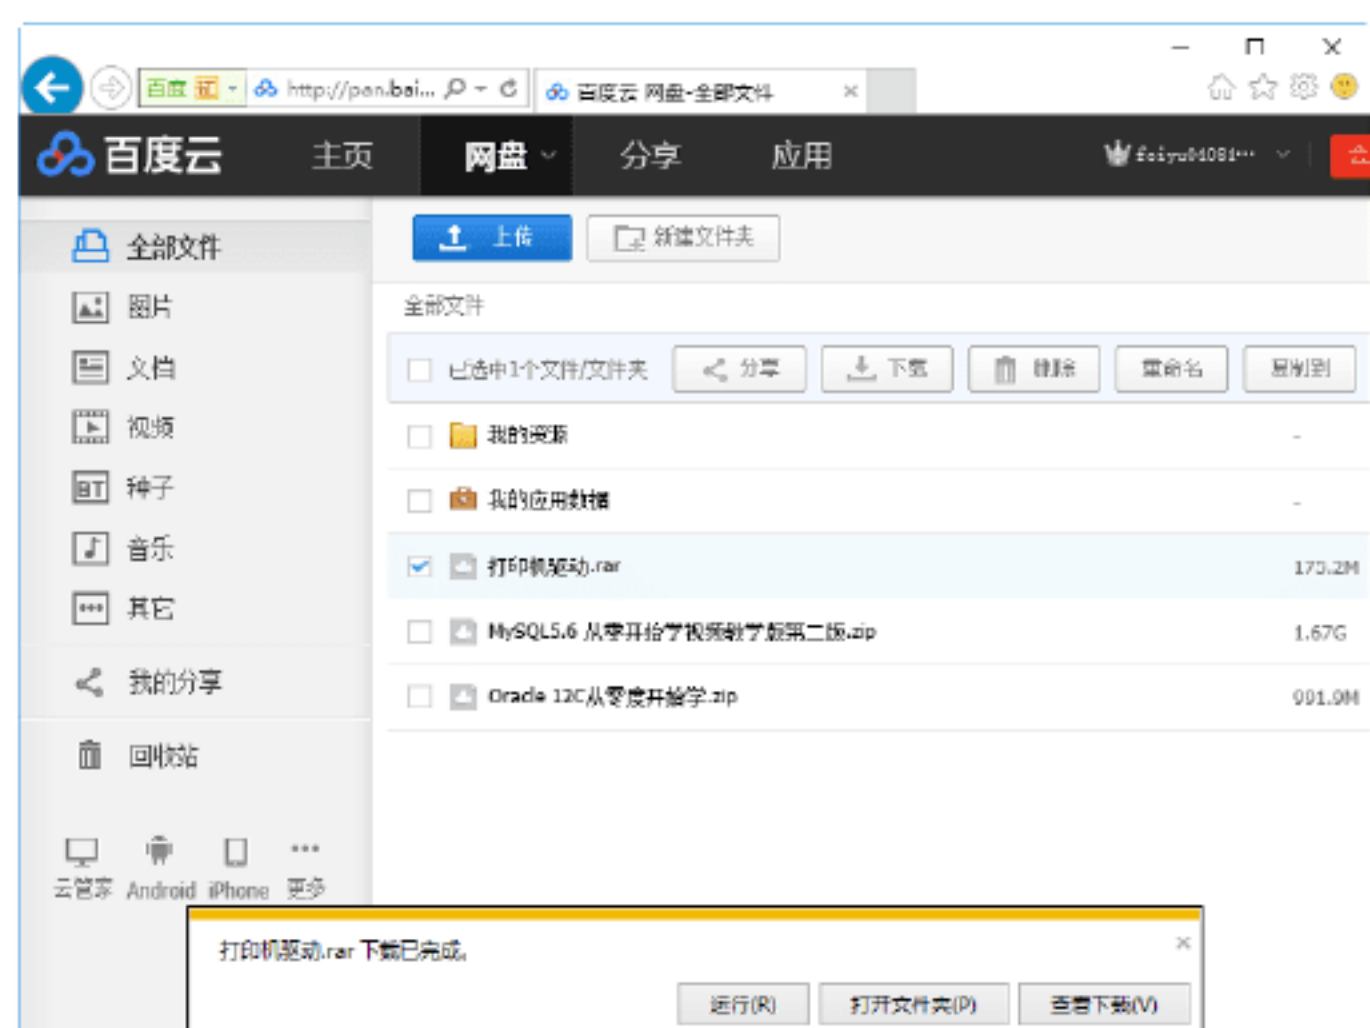 百度 证 http://pan.bai... 百度云 网盘-全部文件
百度云 主页 网盘 分享 应用 feiyu04081...
全部文件
图片
文档
视频
BT 种子
音乐
其它
我的分享
回收站
云管家 Android iPhone 更多
上传 新建文件夹
全部文件
已选中1个文件/文件夹 分享 下载 删除 重命名 复制到
我的资源 -
我的应用数据 -
打印机驱动.rar
MySQL5.6 从零开始学视频教学版第二版.zip 1.67G
Oracle 12C从零度开始学.zip 991.9M
打印机驱动.rar 下载已完成。
运行(R) 打开文件夹(P) 查看下载(V)